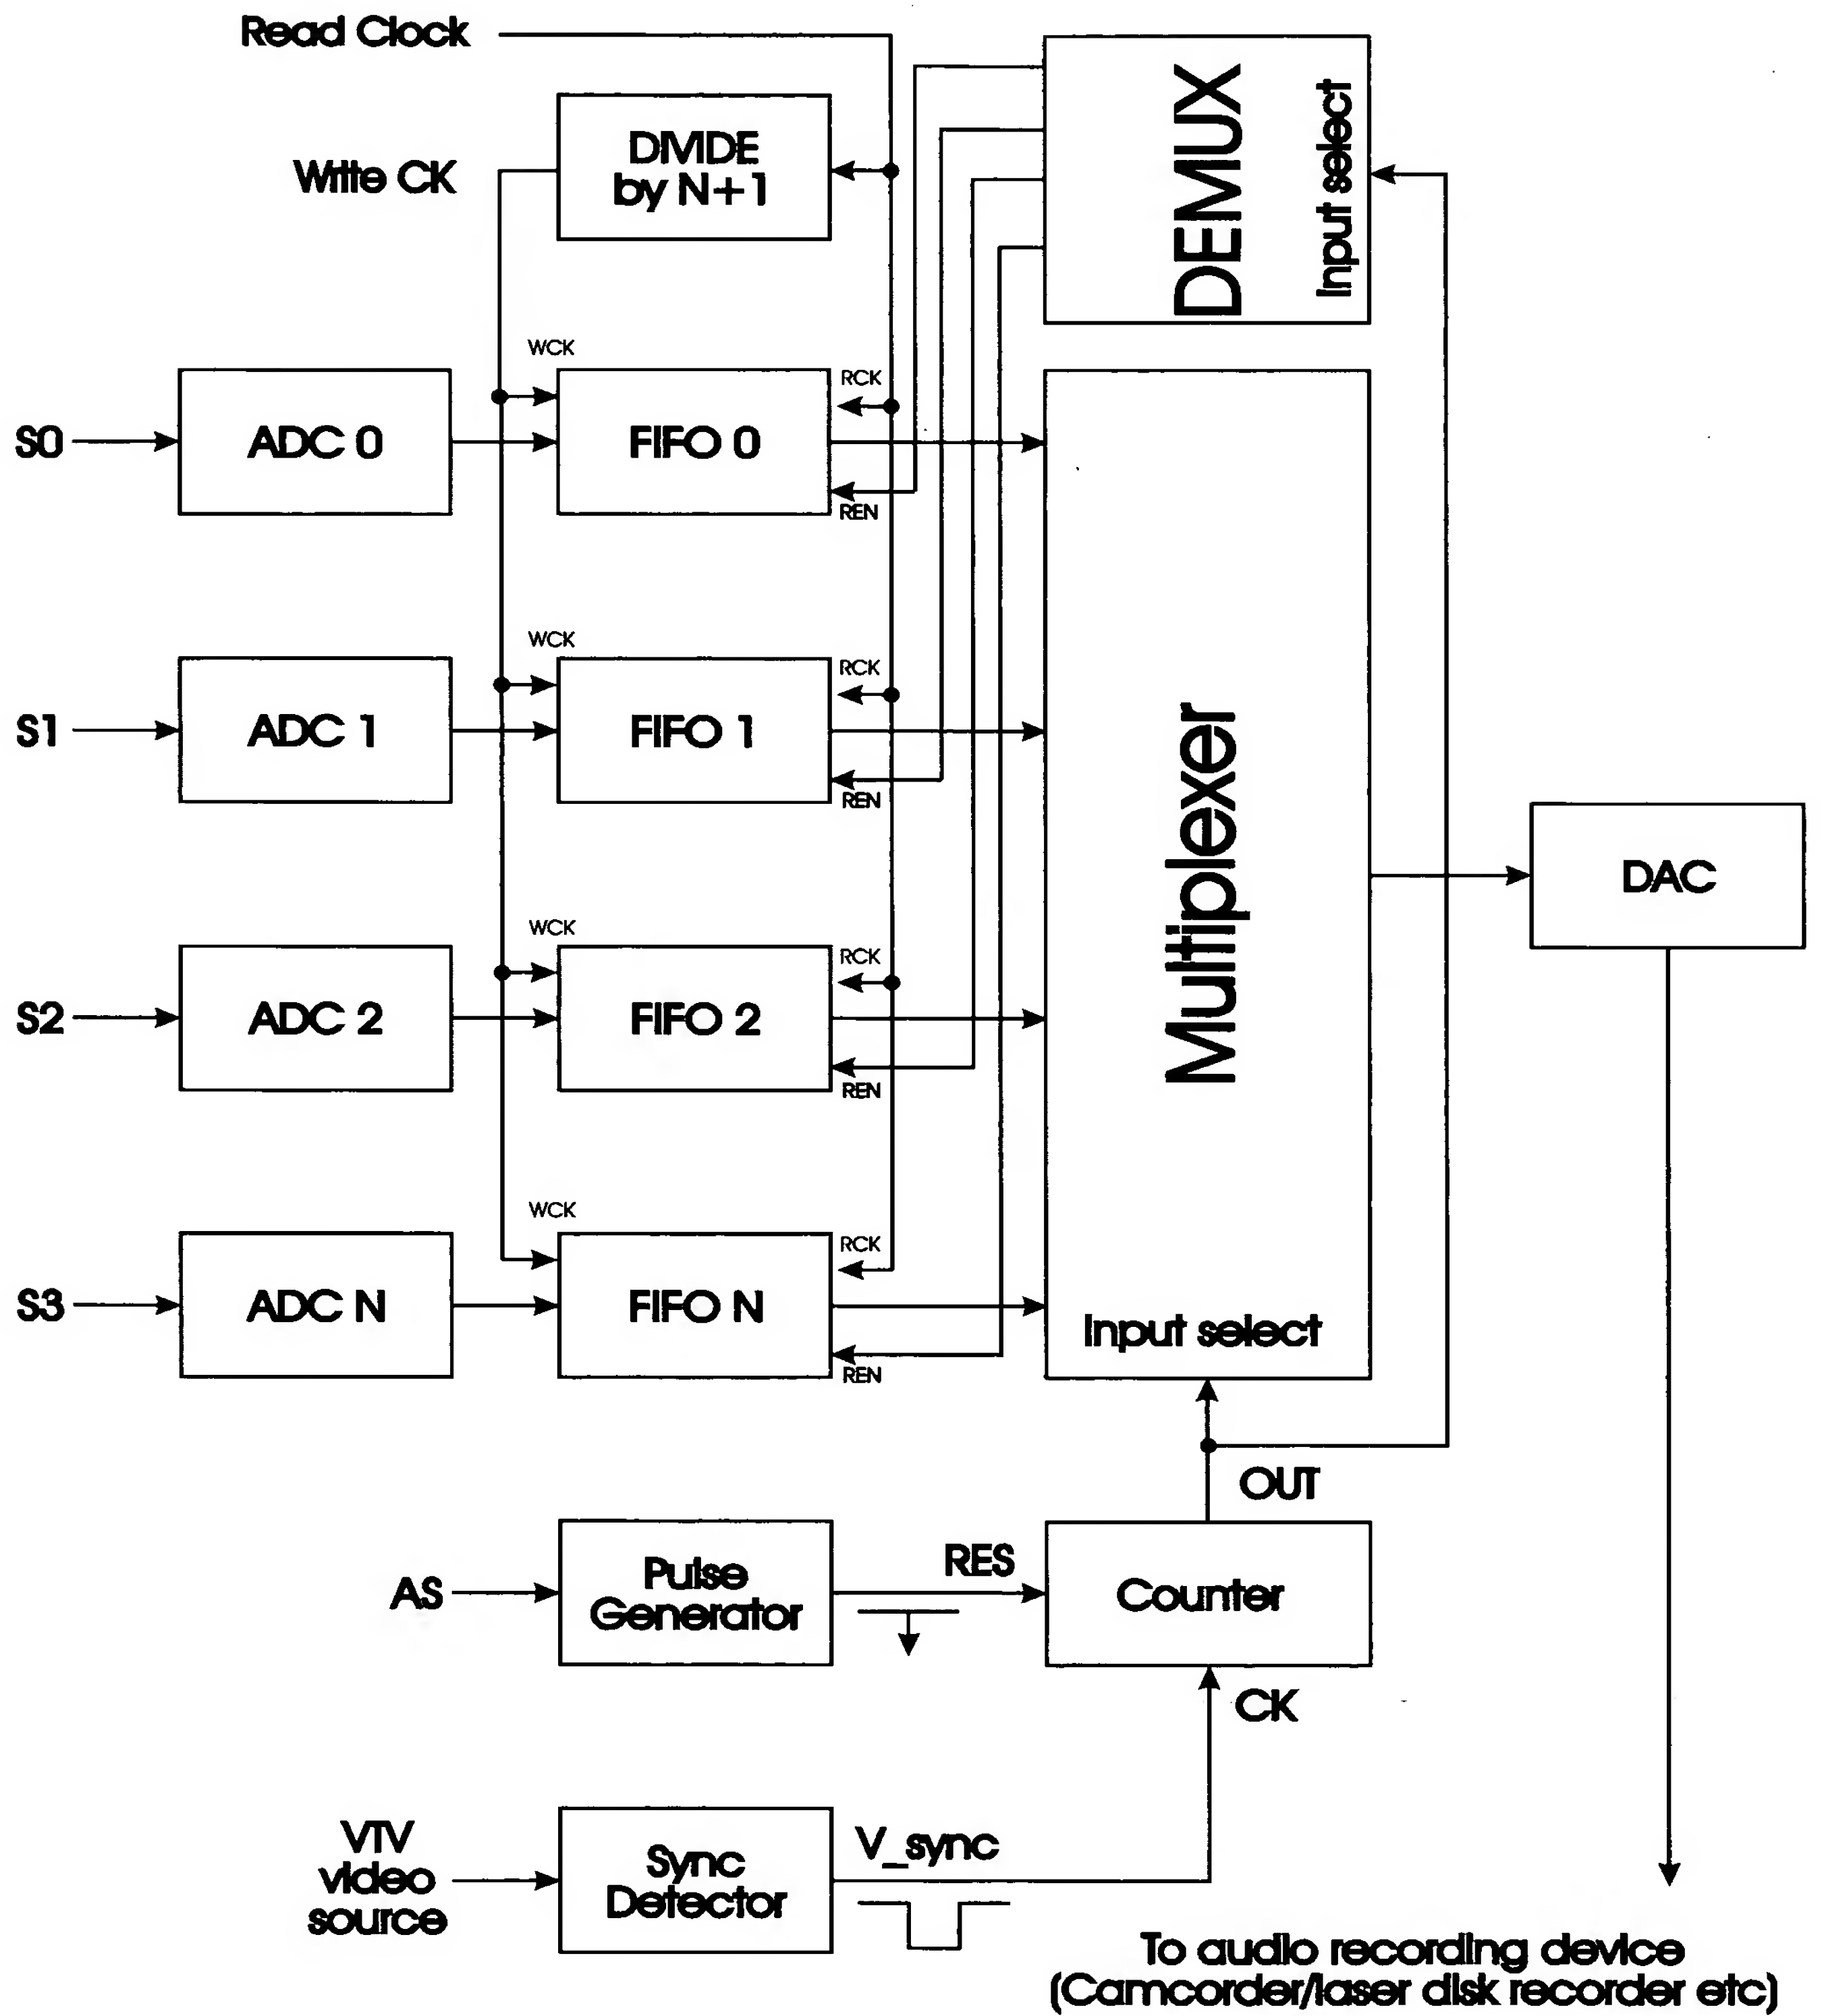 Read Clock
DIVIDE
by N+1
Write CK
DEMUX
Input select
WCK
RCK
S0
ADC 0
FIFO 0
REN
WCK
RCK
S1
ADC 1
FIFO 1
REN
Multiplexer
DAC
WCK
RCK
S2
ADC 2
FIFO 2
REN
WCK
RCK
S3
ADC N
FIFO N
REN
Input select
OUT
AS
Pulse
Generator
RES
Counter
CK
VTV
video
source
Sync
Detector
V_sync
To audio recording device
(Camcorder/laser disk recorder etc)